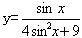 y= sin x / 4sin²x+9